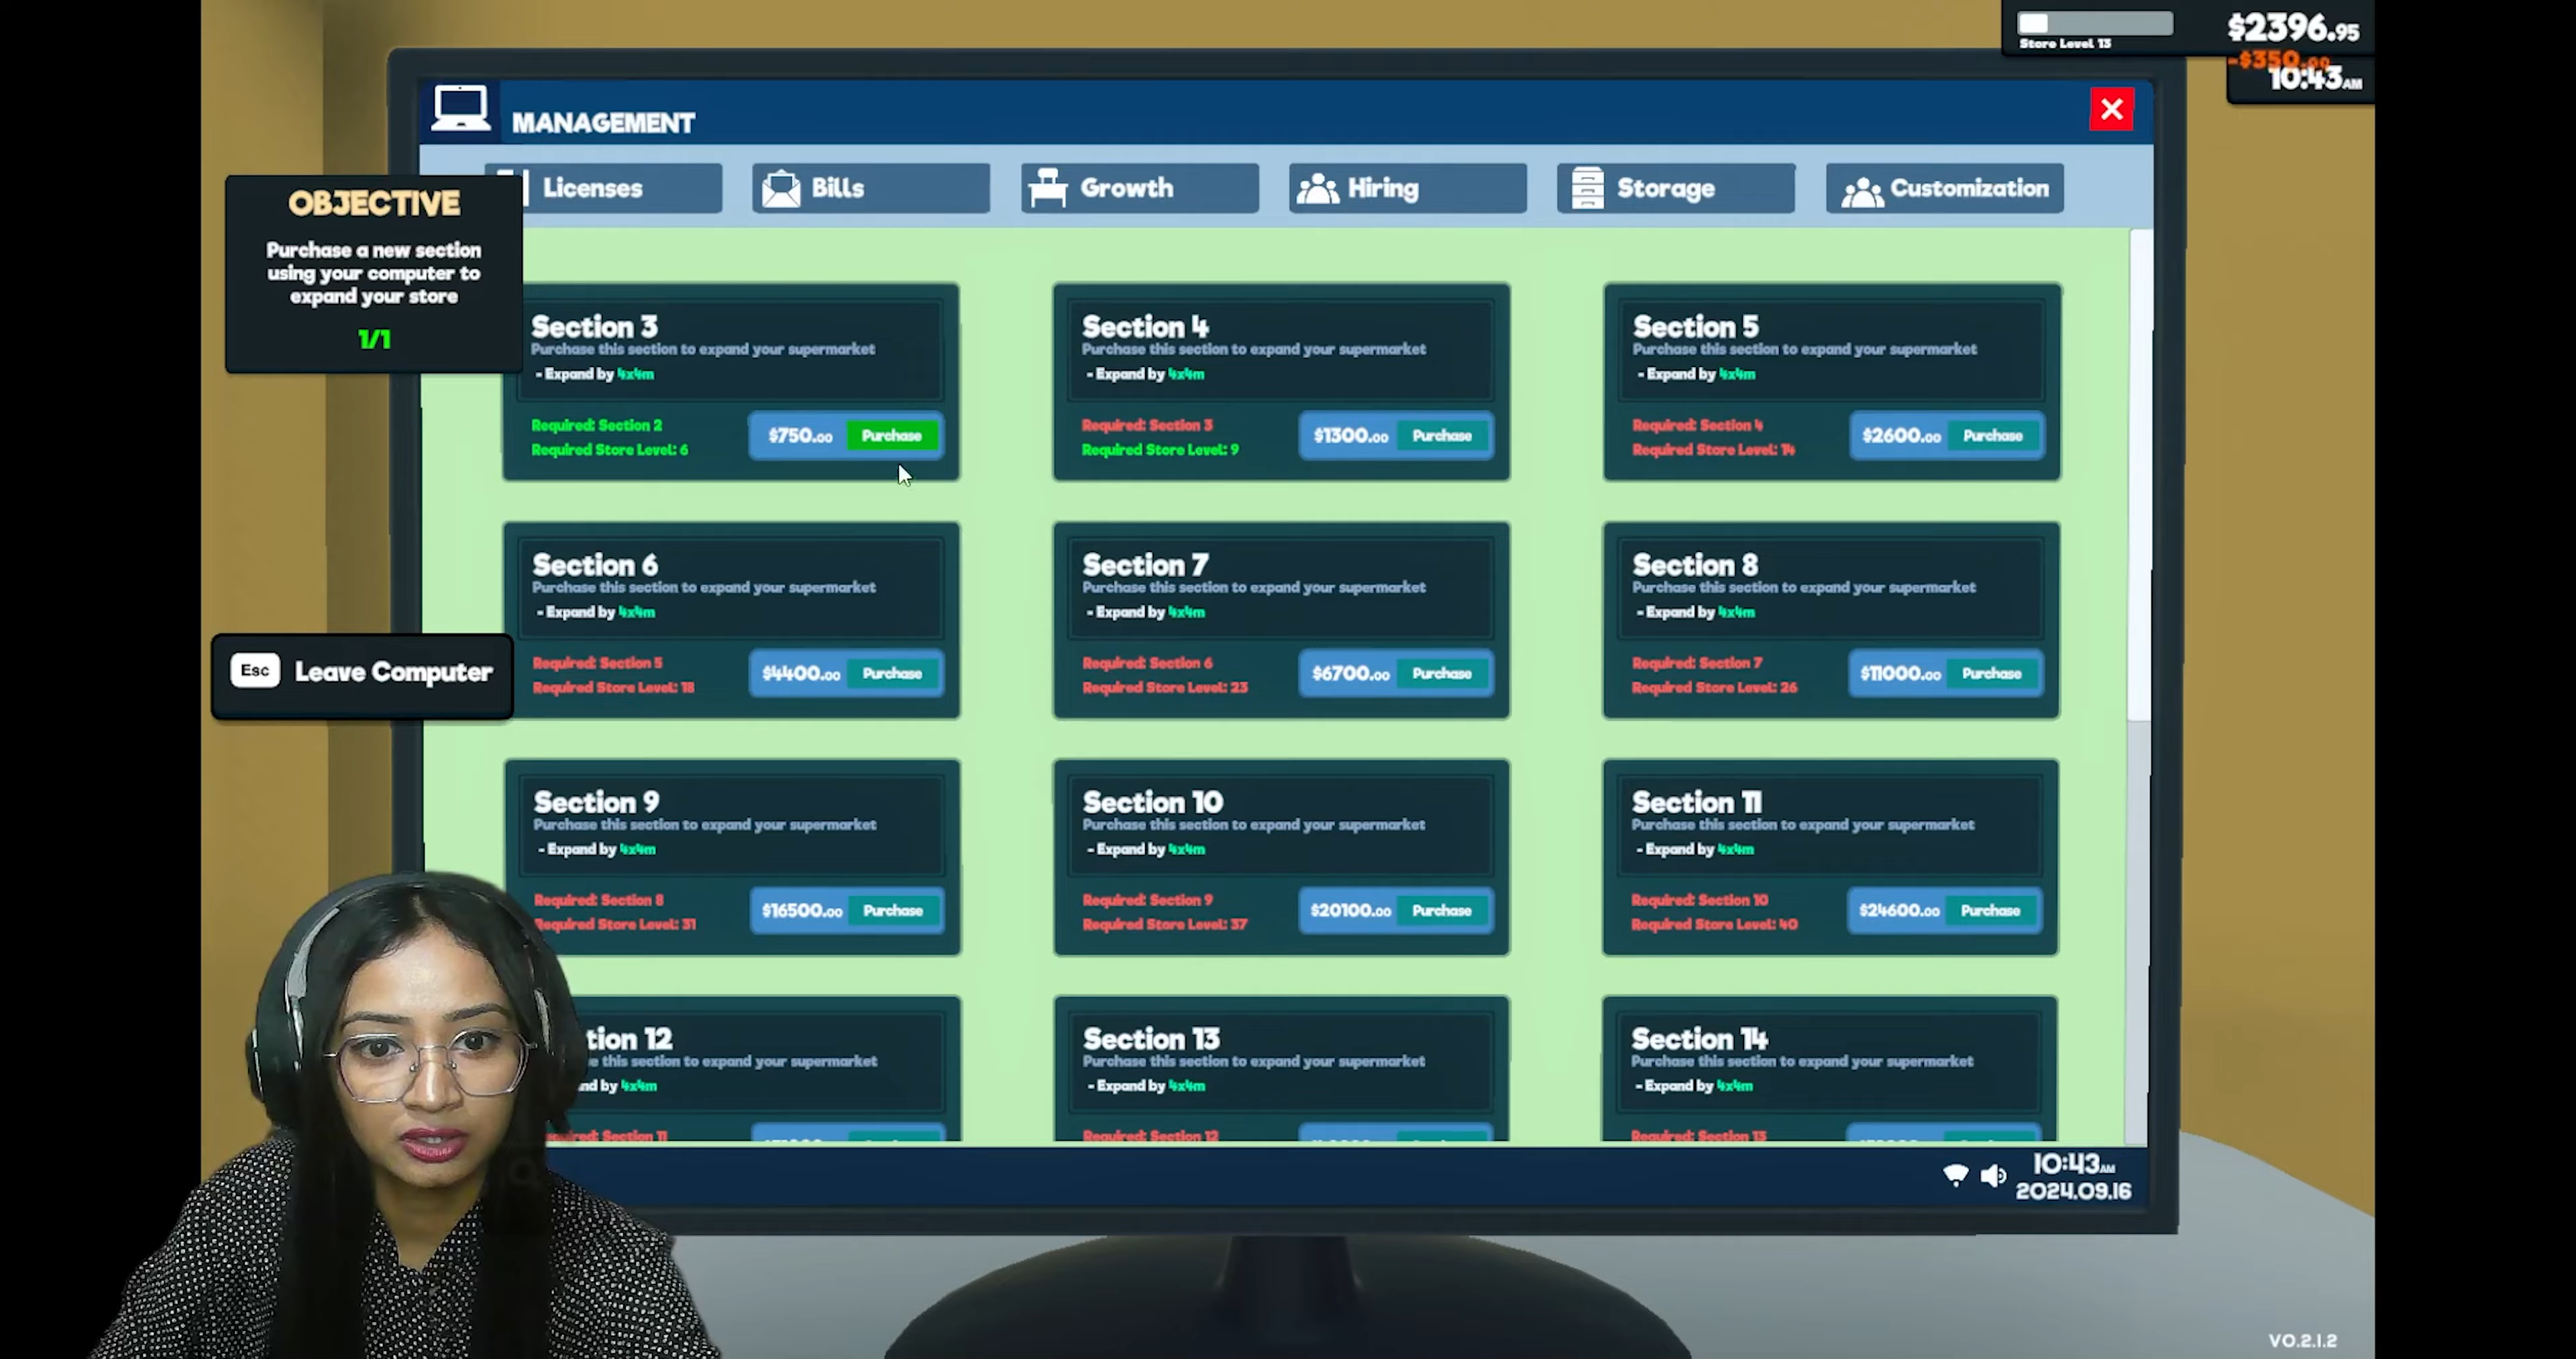 $2396.95
Store Level 13
-$350.00
10:43AM
MANAGEMENT
Licenses
Bills
Growth
Hiring
Storage
Customization
OBJECTIVE
Purchase a new section
using your computer to
expand your store
1/1
Section 3
Purchase this section to expand your supermarket
- Expand by 4x4m
Required: Section 2
Required Store Level: 6
$750.00 Purchase
Section 4
Purchase this section to expand your supermarket
- Expand by 4x4m
Required: Section 3
Required Store Level: 9
$1300.00 Purchase
Section 5
Purchase this section to expand your supermarket
- Expand by 4x4m
Required: Section 4
Required Store Level: 14
$2600.00 Purchase
Esc Leave Computer
Section 6
Purchase this section to expand your supermarket
- Expand by 4x4m
Required: Section 5
Required Store Level: 18
$4400.00 Purchase
Section 7
Purchase this section to expand your supermarket
- Expand by 4x4m
Required: Section 6
Required Store Level: 23
$6700.00 Purchase
Section 8
Purchase this section to expand your supermarket
- Expand by 4x4m
Required: Section 7
Required Store Level: 26
$11000.00 Purchase
Section 9
Purchase this section to expand your supermarket
- Expand by 4x4m
Required: Section 8
Required Store Level: 31
$16500.00 Purchase
Section 10
Purchase this section to expand your supermarket
- Expand by 4x4m
Required: Section 9
Required Store Level: 37
$20100.00 Purchase
Section 11
Purchase this section to expand your supermarket
- Expand by 4x4m
Required: Section 10
Required Store Level: 40
$24600.00 Purchase
tion 12
this section to expand your supermarket
by 4x4m
Section 11
Section 13
Purchase this section to expand your supermarket
- Expand by 4x4m
Required: Section 12
Section 14
Purchase this section to expand your supermarket
- Expand by 4x4m
Required: Section 13
10:43AM
2024.09.16
V0.2.1.2